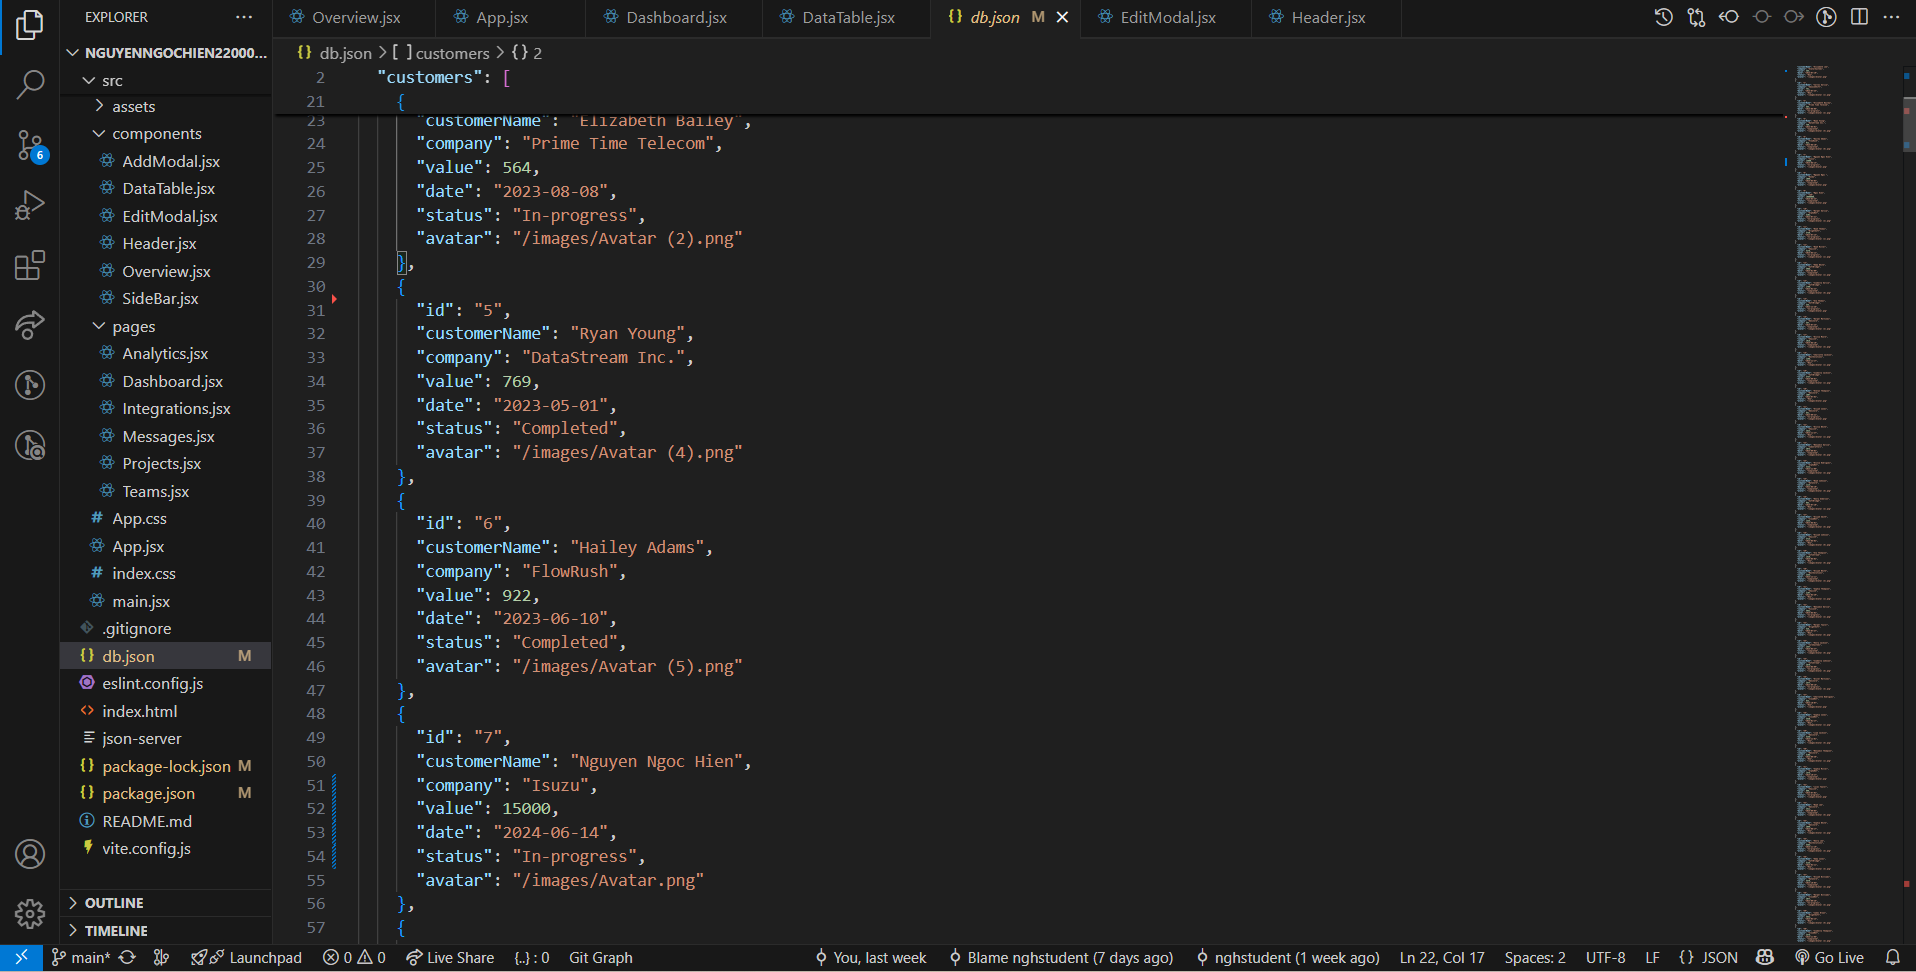 EXPLORER
NGUYENNGOCHIEN22000...
src
assets
components
AddModal.jsx
DataTable.jsx
EditModal.jsx
Header.jsx
Overview.jsx
SideBar.jsx
pages
Analytics.jsx
Dashboard.jsx
Integrations.jsx
Messages.jsx
Projects.jsx
Teams.jsx
# App.css
App.jsx
# index.css
main.jsx
.gitignore
{} db.json M
eslint.config.js
<> index.html
json-server
{} package-lock.json M
{} package.json M
README.md
vite.config.js
OUTLINE
TIMELINE
6
Overview.jsx
App.jsx
Dashboard.jsx
DataTable.jsx
{} db.json M
EditModal.jsx
Header.jsx
{} db.json > [ ] customers > {} 2
2 "customers": [
21 {
23 "customerName": "Elizabeth Bailey",
24 "company": "Prime Time Telecom",
25 "value": 564,
26 "date": "2023-08-08",
27 "status": "In-progress",
28 "avatar": "/images/Avatar (2).png"
29 },
30 {
31 "id": "5",
32 "customerName": "Ryan Young",
33 "company": "DataStream Inc.",
34 "value": 769,
35 "date": "2023-05-01",
36 "status": "Completed",
37 "avatar": "/images/Avatar (4).png"
38 },
39 {
40 "id": "6",
41 "customerName": "Hailey Adams",
42 "company": "FlowRush",
43 "value": 922,
44 "date": "2023-06-10",
45 "status": "Completed",
46 "avatar": "/images/Avatar (5).png"
47 },
48 {
49 "id": "7",
50 "customerName": "Nguyen Ngoc Hien",
51 "company": "Isuzu",
52 "value": 15000,
53 "date": "2024-06-14",
54 "status": "In-progress",
55 "avatar": "/images/Avatar.png"
56 },
57 {
main* Launchpad 0 0 Live Share {..} : 0 Git Graph You, last week Blame nghstudent (7 days ago) nghstudent (1 week ago) Ln 22, Col 17 Spaces: 2 UTF-8 LF {} JSON Go Live